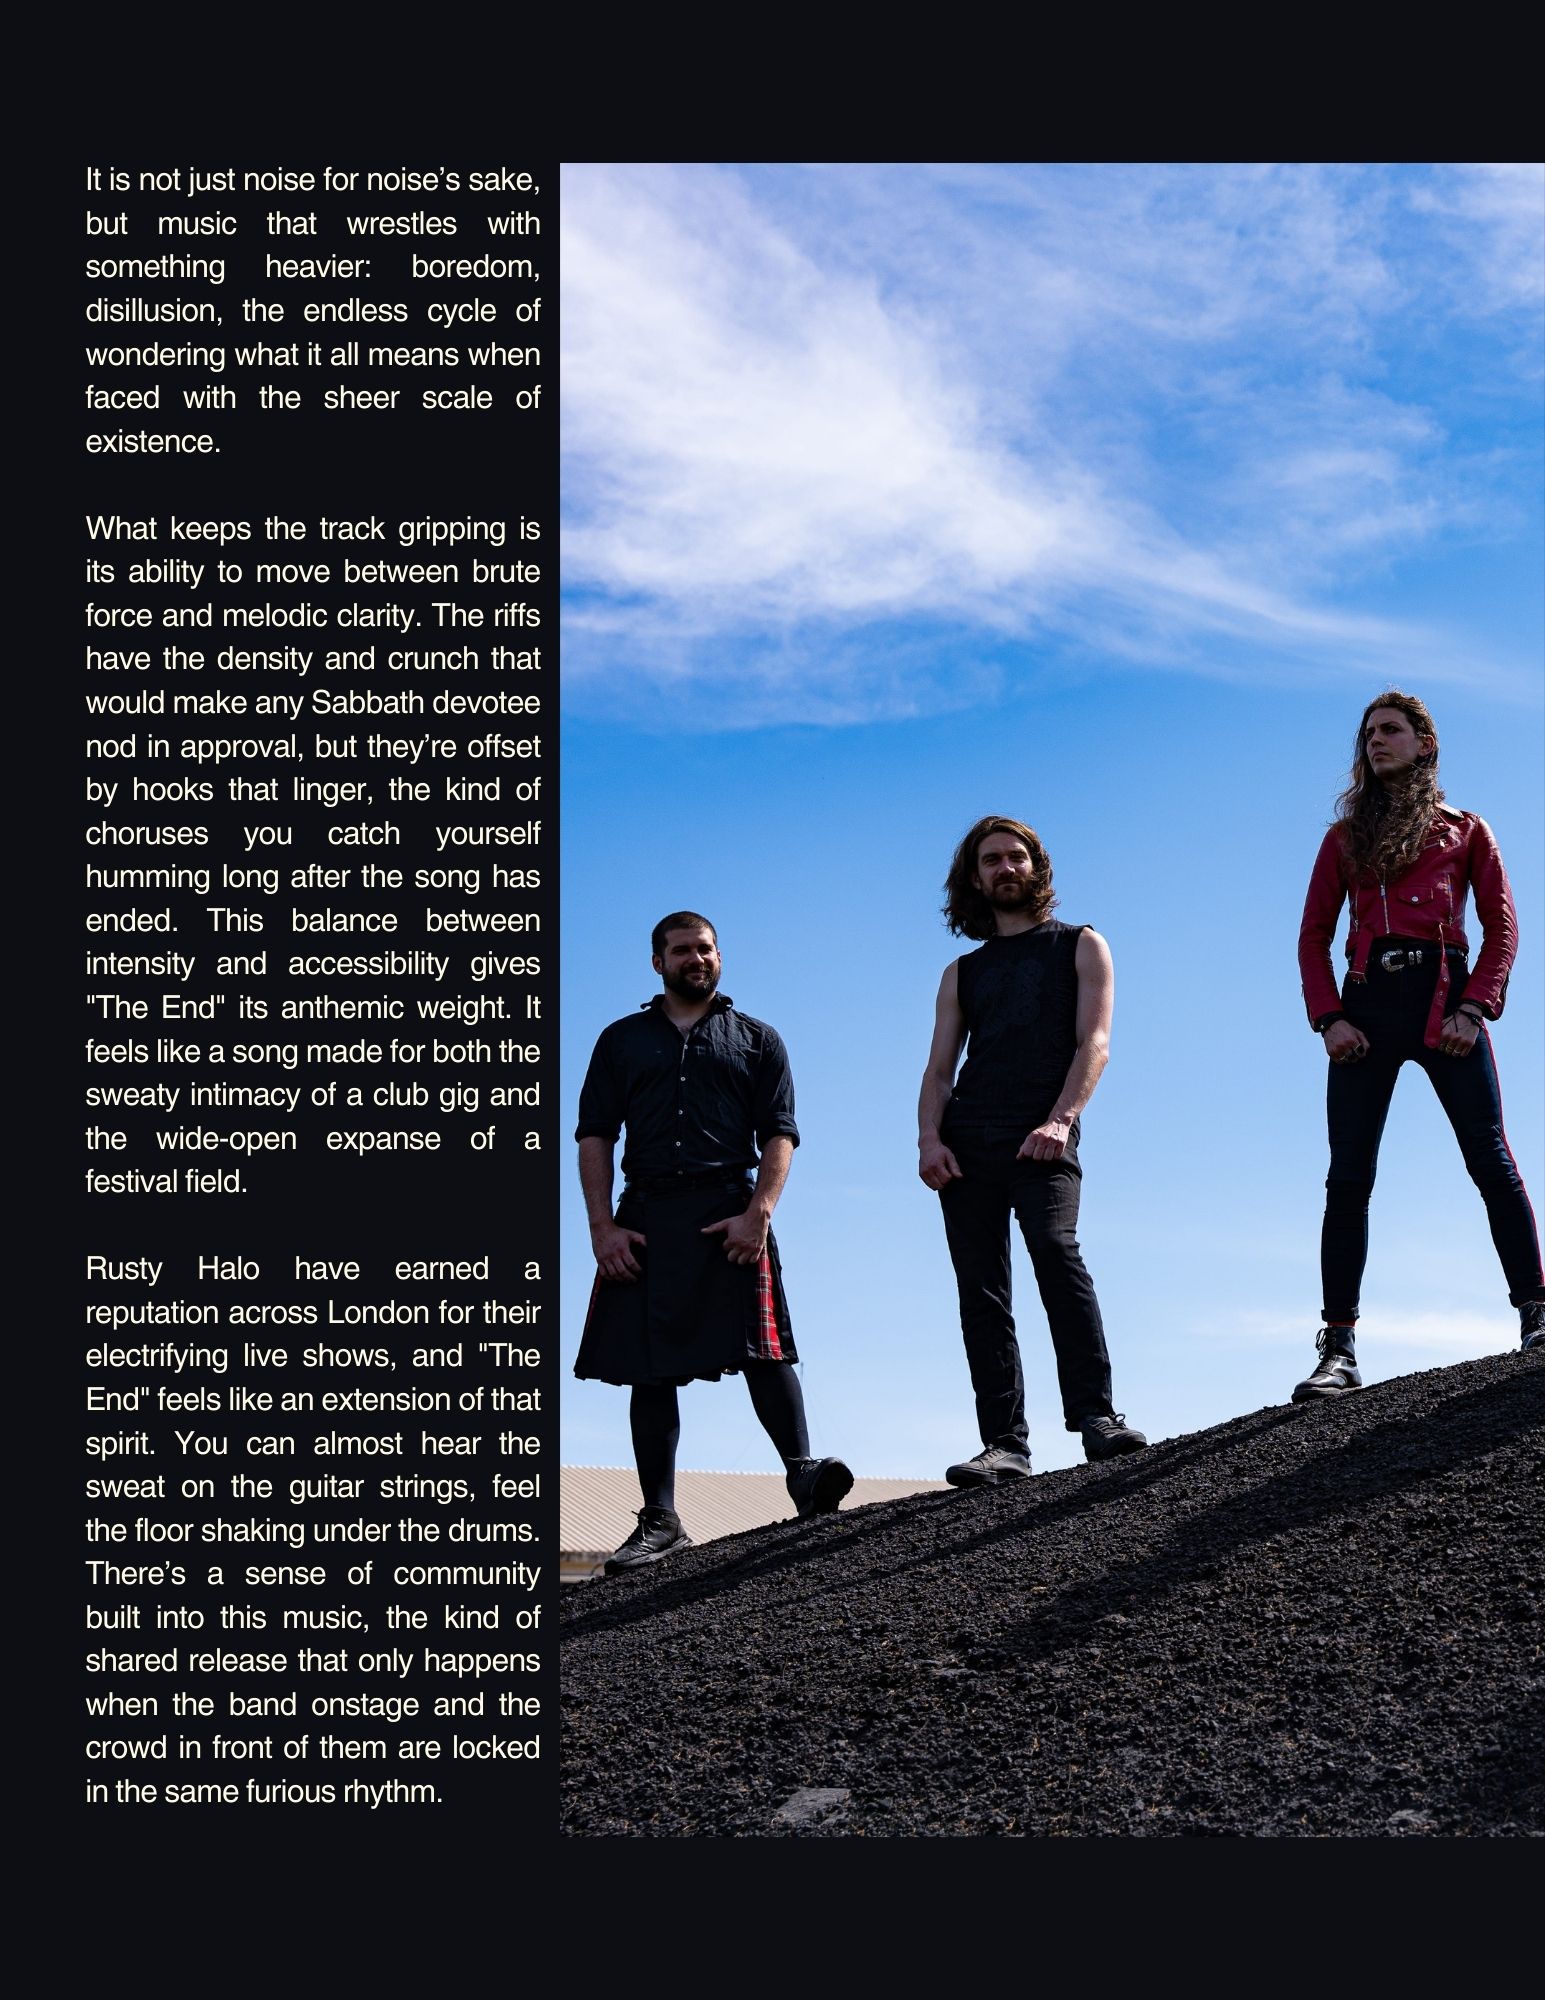 It is not just noise for noise’s sake,
but music that wrestles with
something heavier: boredom,
disillusion, the endless cycle of
wondering what it all means when
faced with the sheer scale of
existence.
What keeps the track gripping is
its ability to move between brute
force and melodic clarity. The riffs
have the density and crunch that
would make any Sabbath devotee
nod in approval, but they’re offset
by hooks that linger, the kind of
choruses you catch yourself
humming long after the song has
ended. This balance between
intensity and accessibility gives
"The End" its anthemic weight. It
feels like a song made for both the
sweaty intimacy of a club gig and
the wide-open expanse of a
festival field.
Rusty Halo have earned a
reputation across London for their
electrifying live shows, and "The
End" feels like an extension of that
spirit. You can almost hear the
sweat on the guitar strings, feel
the floor shaking under the drums.
There’s a sense of community
built into this music, the kind of
shared release that only happens
when the band onstage and the
crowd in front of them are locked
in the same furious rhythm.